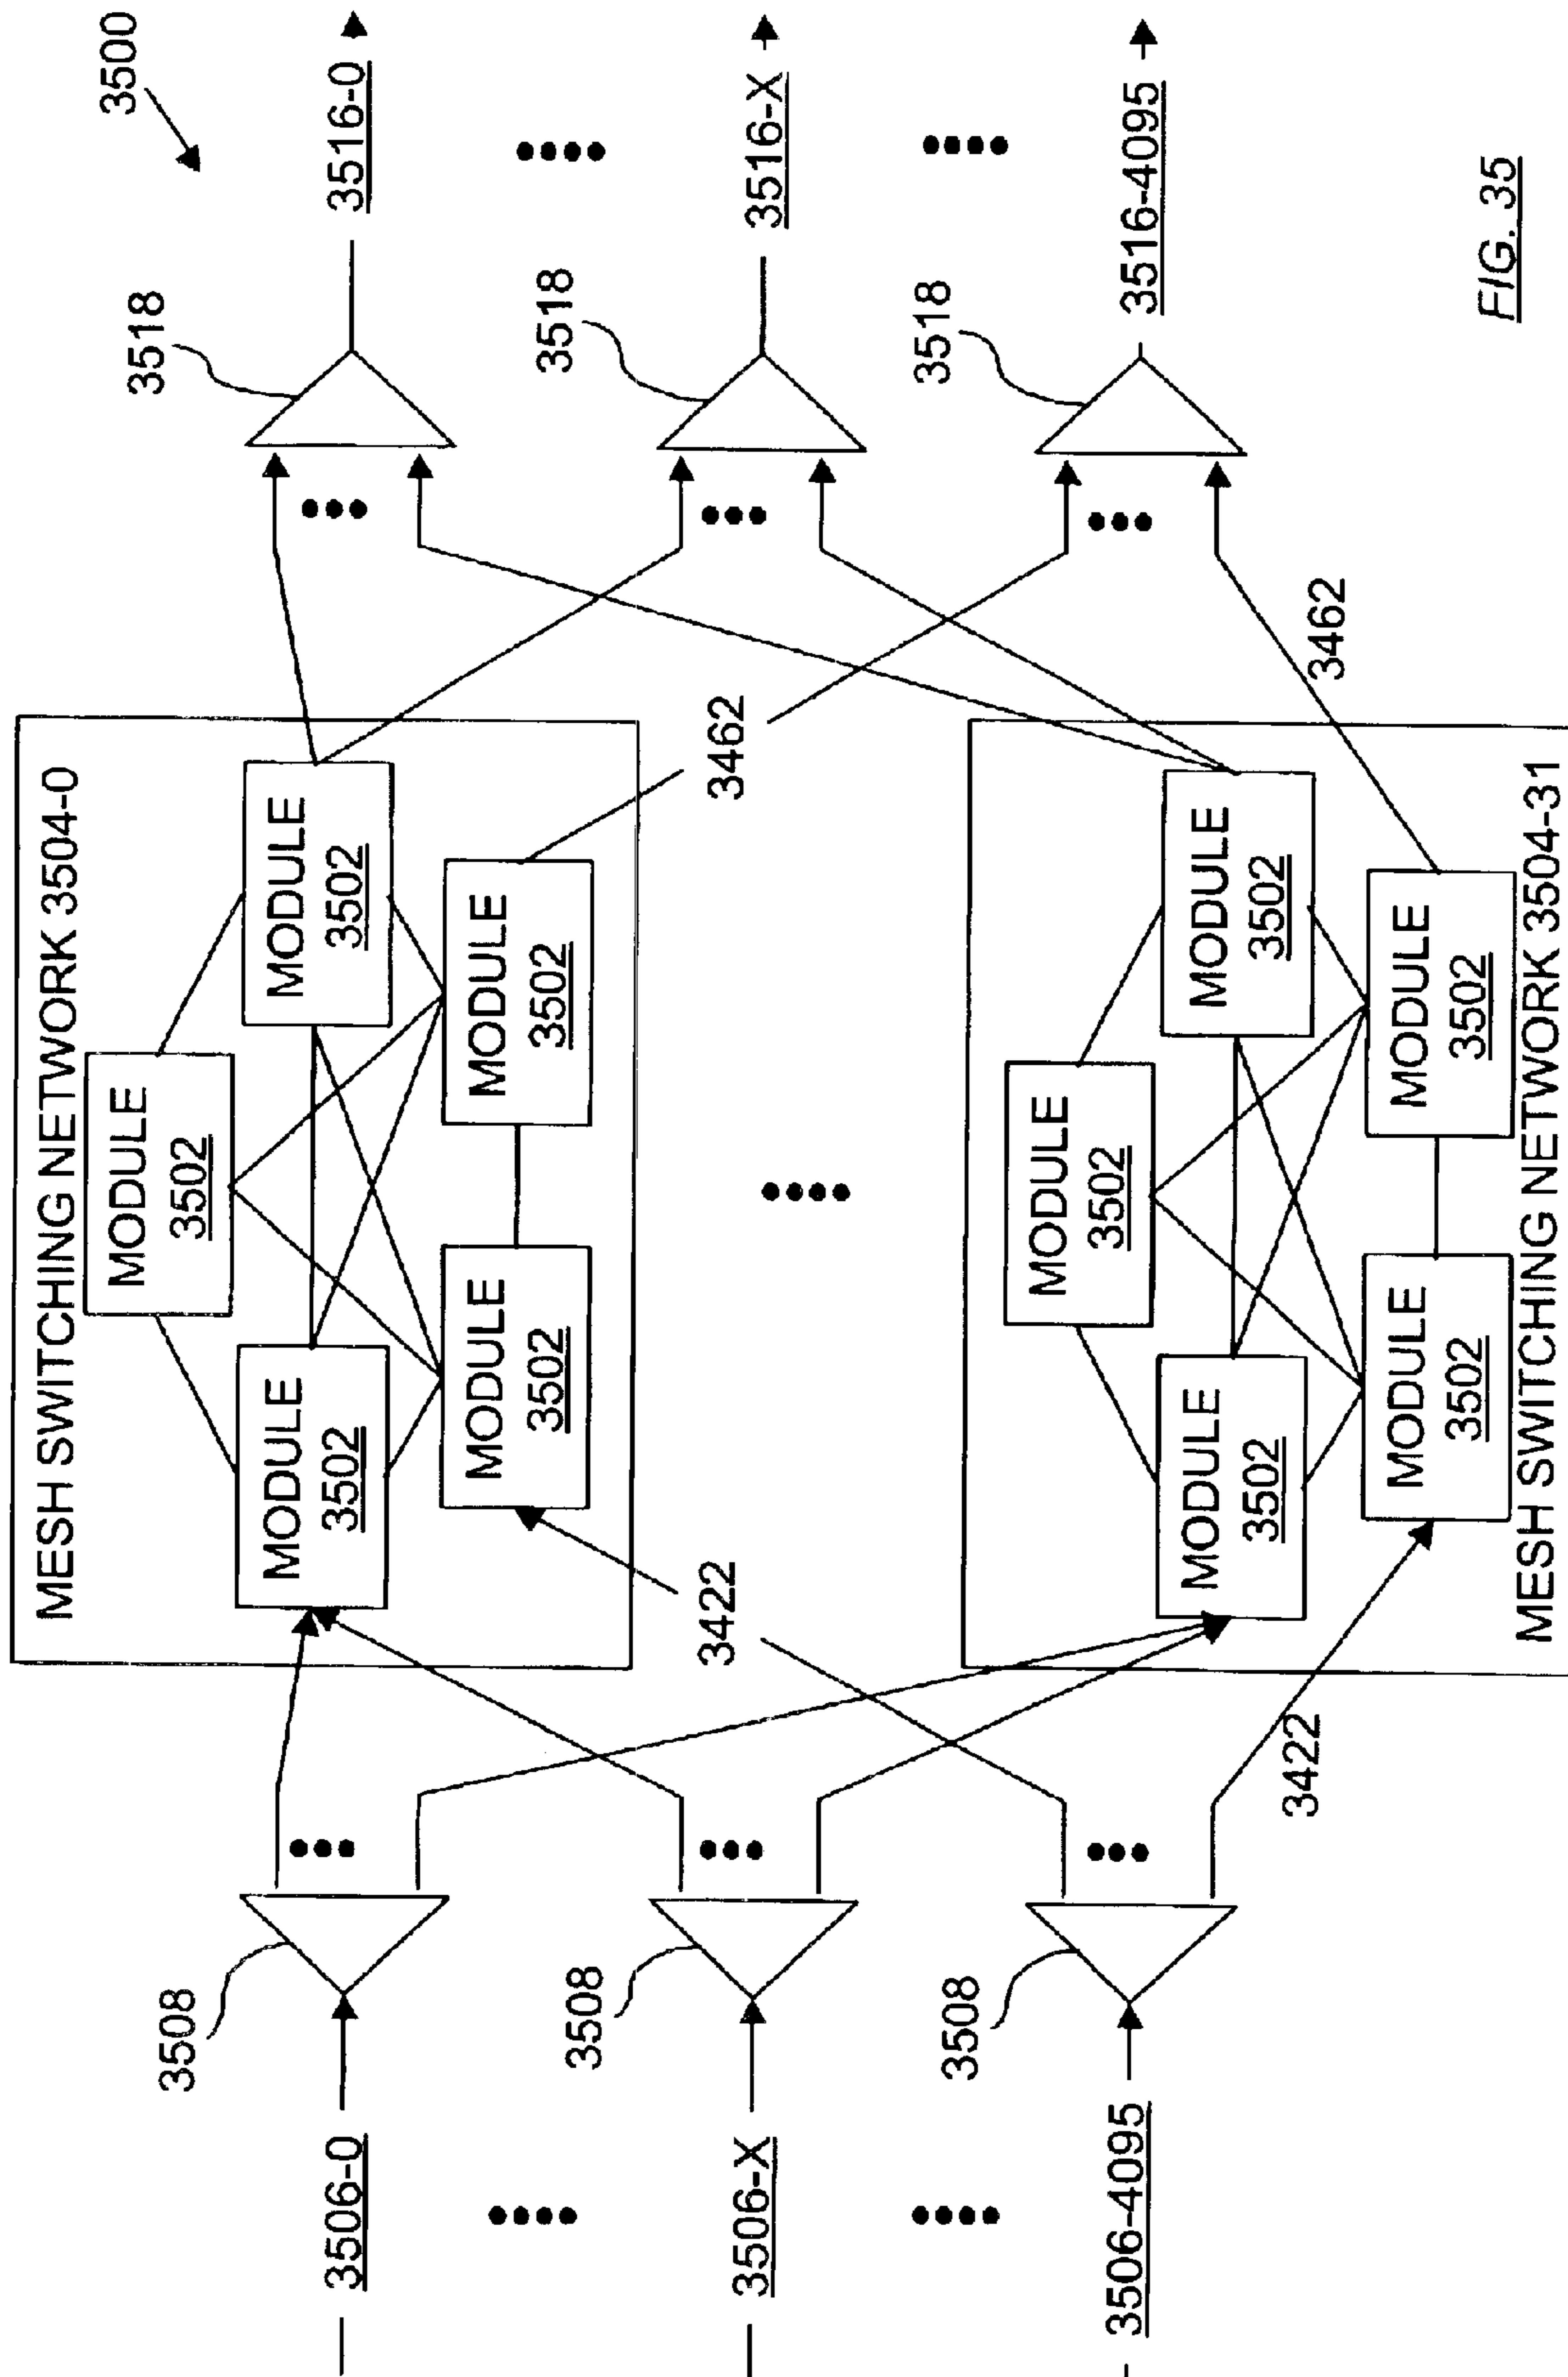 3500
3508
3506-0
3508
3506-X
3508
3506-4095
3422
3422
MESH SWITCHING NETWORK 3504-0
MODULE
3502
MODULE
3502
MODULE
3502
MODULE
3502
MODULE
3502
MODULE
3502
MODULE
3502
MODULE
3502
MODULE
3502
MODULE
3502
MESH SWITCHING NETWORK 3504-31
3462
3462
3518
3516-0
3518
3516-X
3518
3516-4095
FIG. 35